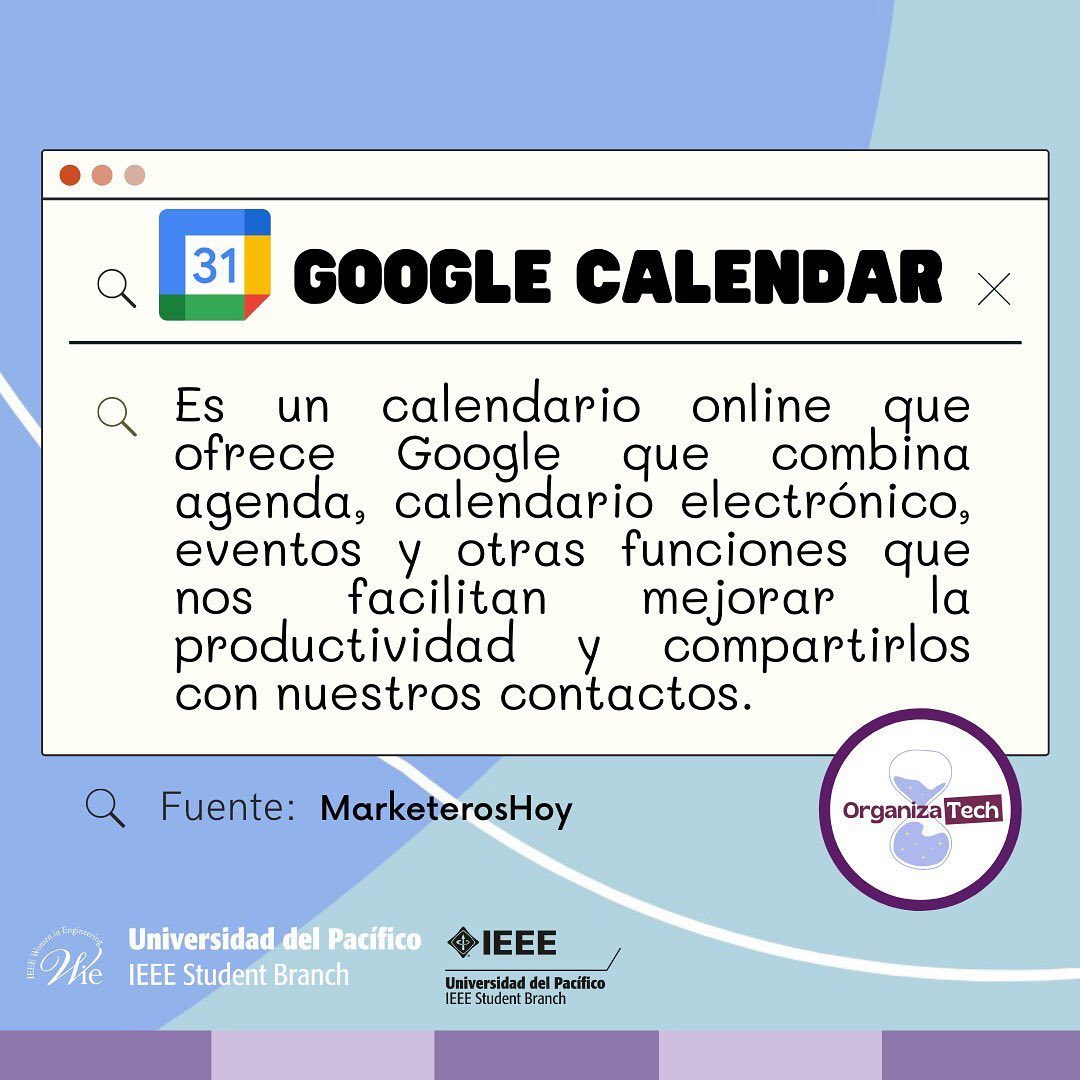 31
GOOGLE CALENDAR
Es un calendario online que
ofrece Google que combina
agenda, calendario electrónico,
eventos y otras funciones que
nos facilitan mejorar la
productividad y compartirlos
con nuestros contactos.
Fuente: MarketerosHoy
Organiza Tech
IEEE Women in Engineering
Wie
Universidad del Pacífico
IEEE Student Branch
IEEE
Universidad del Pacífico
IEEE Student Branch